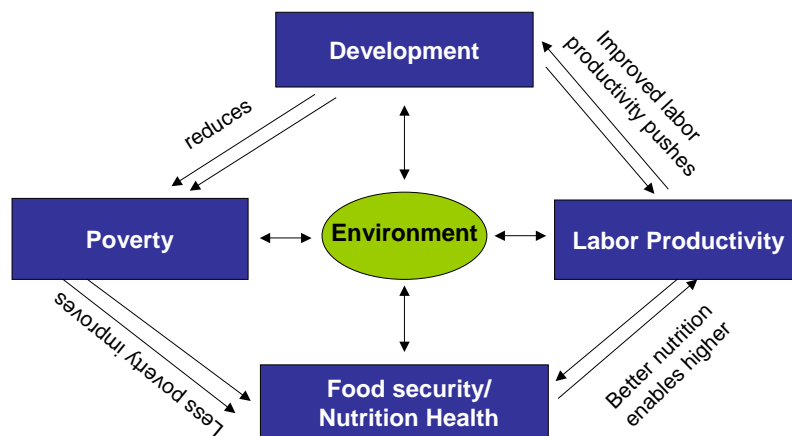 Development
reduces
Improved labor
productivity pushes
Poverty
Environment
Labor Productivity
Less poverty improves
Food security/
Nutrition Health
Better nutrition
enables higher